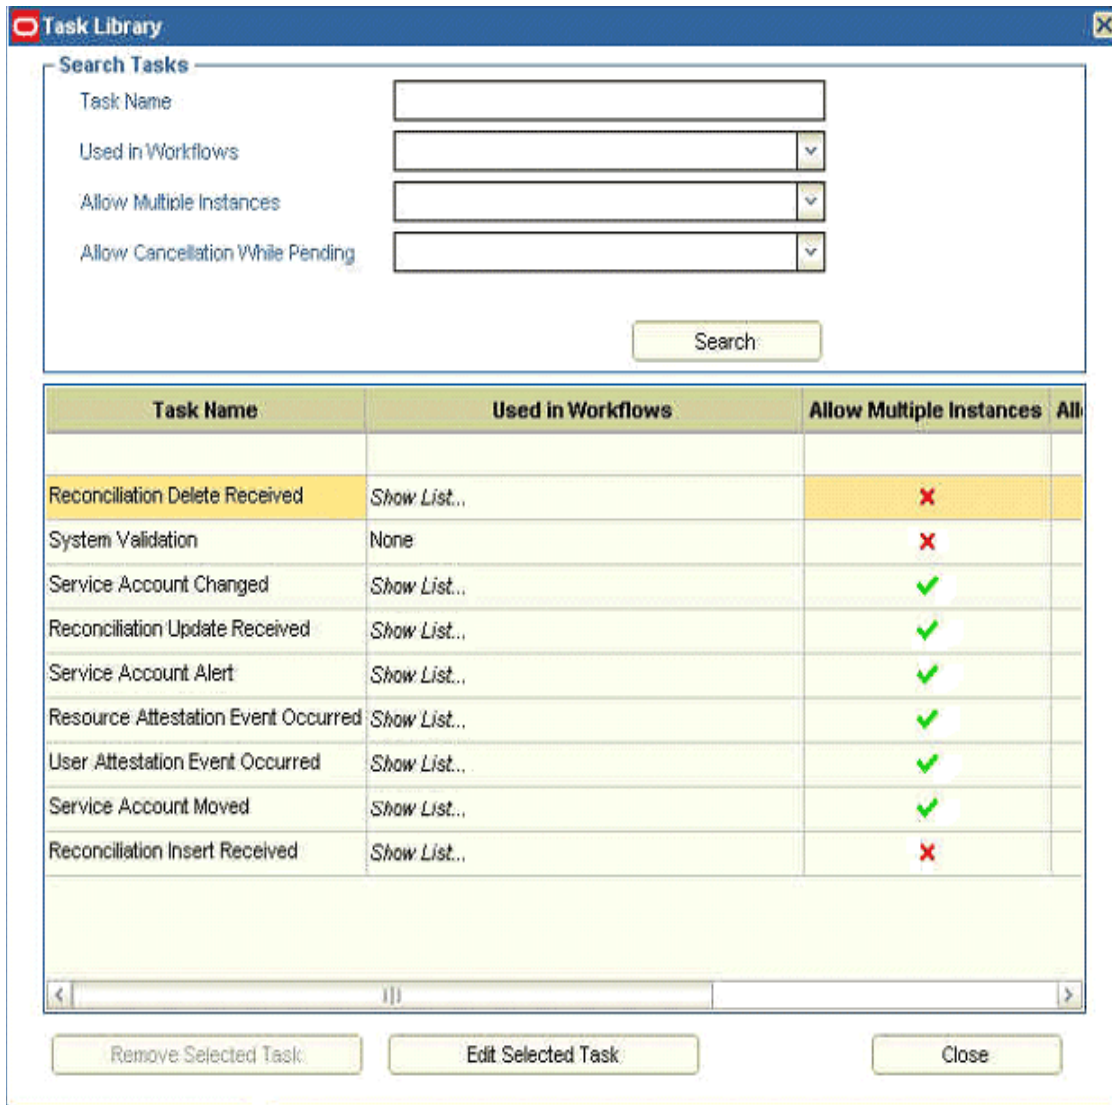 Task Library
Search Tasks
Task Name
Used in Workflows
Allow Multiple Instances
Allow Cancellation While Pending
Search
Task Name Used in Workflows Allow Multiple Instances All
Reconciliation Delete Received Show List...
System Validation None
Service Account Changed Show List...
Reconciliation Update Received Show List...
Service Account Alert Show List...
Resource Attestation Event Occurred Show List...
User Attestation Event Occurred Show List...
Service Account Moved Show List...
Reconciliation Insert Received Show List...
Remove Selected Task Edit Selected Task Close